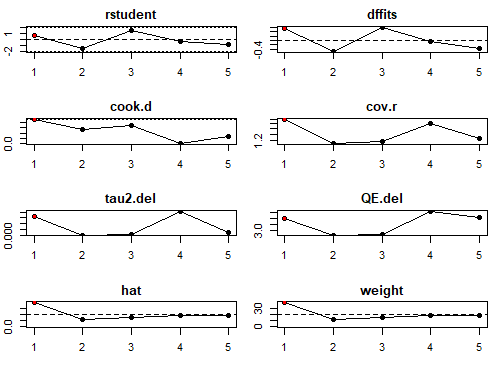 rstudent
1
-2
1 2 3 4 5
dffits
-0.4
1 2 3 4 5
cook.d
0.0
1 2 3 4 5
cov.r
1.2
1 2 3 4 5
tau2.del
0.000
1 2 3 4 5
QE.del
3.0
1 2 3 4 5
hat
0.0
1 2 3 4 5
weight
30
0
1 2 3 4 5